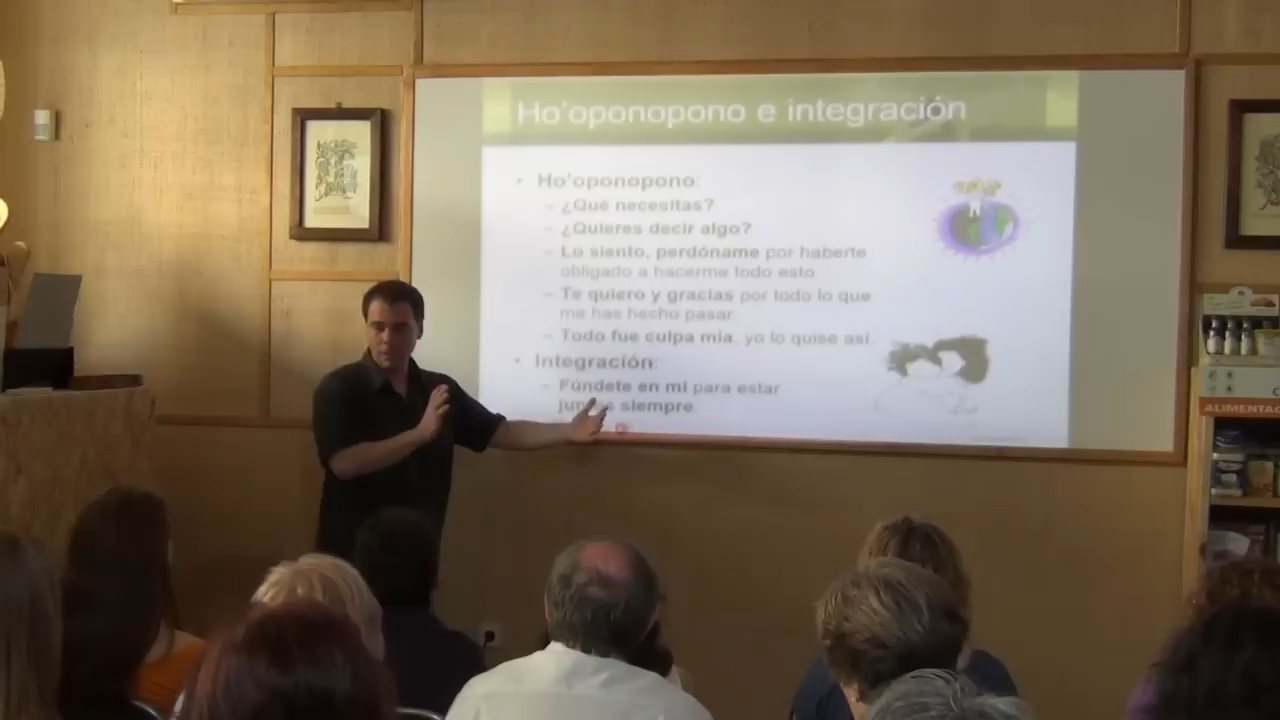 Ho'oponopono e integración
• Ho'oponopono:
– ¿Qué necesitas?
– ¿Quieres decir algo?
– Lo siento, perdóname por haberte
obligado a hacerme todo esto
– Te quiero y gracias por todo lo que
me has hecho pasar.
– Todo fue culpa mía, yo lo quise así.
• Integración:
– Fúndete en mí para estar
siempre.
ALIMENTAC